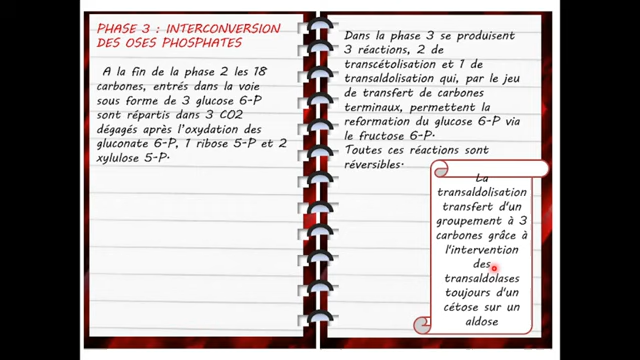 PHASE 3 : INTERCONVERSION
DES OSES PHOSPHATES
A la fin de la phase 2 les 18
carbones, entrés dans la voie
sous forme de 3 glucose 6-P
sont répartis dans 3 CO2
dégagés après l'oxydation des
gluconate 6-P, 1 ribose 5-P et 2
xylulose 5-P.
Dans la phase 3 se produisent
3 réactions, 2 de
transcétolisation et 1 de
transaldolisation qui, par le jeu
de transfert de carbones
terminaux, permettent la
reformation du glucose 6-P via
le fructose 6-P.
Toutes ces réactions sont
réversibles.
La
transaldolisation
transfert d'un
groupement à 3
carbones grâce à
l'intervention
des
transaldolases
toujours d'un
cétose sur un
aldose